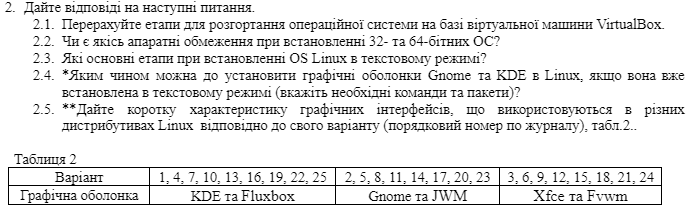 2. Дайте відповіді на наступні питання.
2.1. Перерахуйте етапи для розгортання операційної системи на базі віртуальної машини VirtualBox.
2.2. Чи є якісь апаратні обмеження при встановленні 32- та 64-бітних ОС?
2.3. Які основні етапи при встановленні OS Linux в текстовому режимі?
2.4. *Яким чином можна до установити графічні оболонки Gnome та KDE в Linux, якщо вона вже
встановлена в текстовому режимі (вкажіть необхідні команди та пакети)?
2.5. **Дайте коротку характеристику графічних інтерфейсів, що використовуються в різних
дистрибутивах Linux відповідно до свого варіанту (порядковий номер по журналу), табл.2..
Таблиця 2
Варіант 1, 4, 7, 10, 13, 16, 19, 22, 25 2, 5, 8, 11, 14, 17, 20, 23 3, 6, 9, 12, 15, 18, 21, 24
Графічна оболонка KDE та Fluxbox Gnome та JWM Xfce та Fvwm